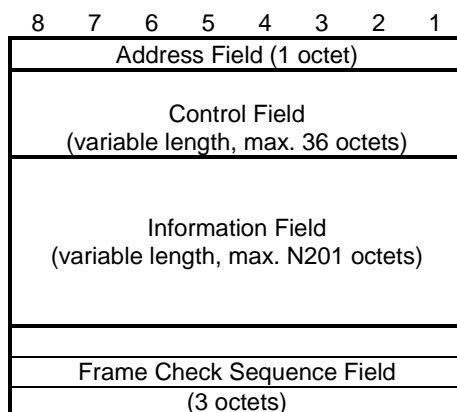 8 7 6 5 4 3 2 1
Address Field (1 octet)
Control Field
(variable length, max. 36 octets)
Information Field
(variable length, max. N201 octets)
Frame Check Sequence Field
(3 octets)